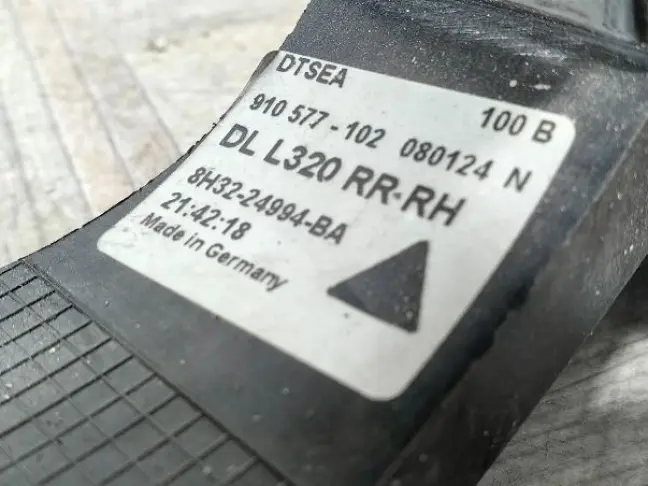 DTSEA 100 B
910 577-102 080124 N
DL L320 RR-RH
8H32-24994-BA
21:42:18
Made in Germany